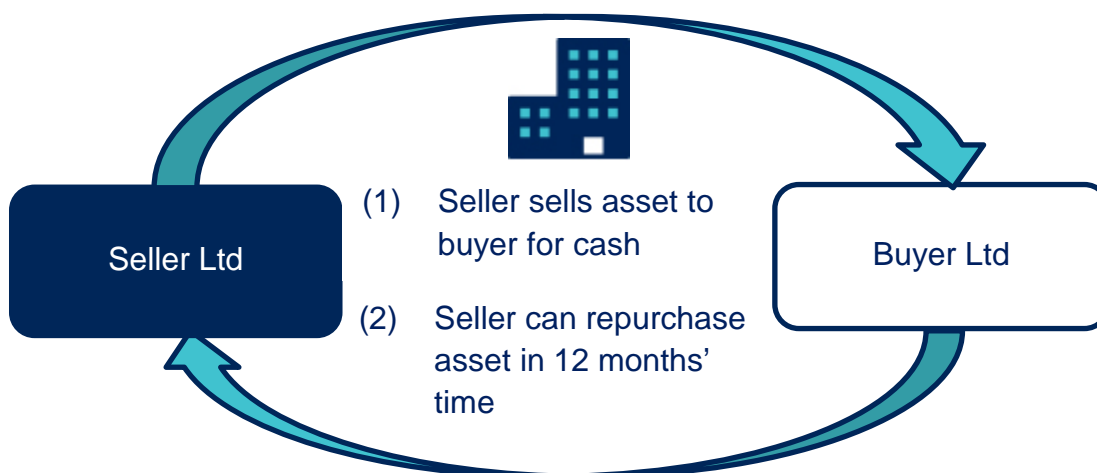 (1) Seller sells asset to
buyer for cash
Seller Ltd
Buyer Ltd
(2) Seller can repurchase
asset in 12 months’
time